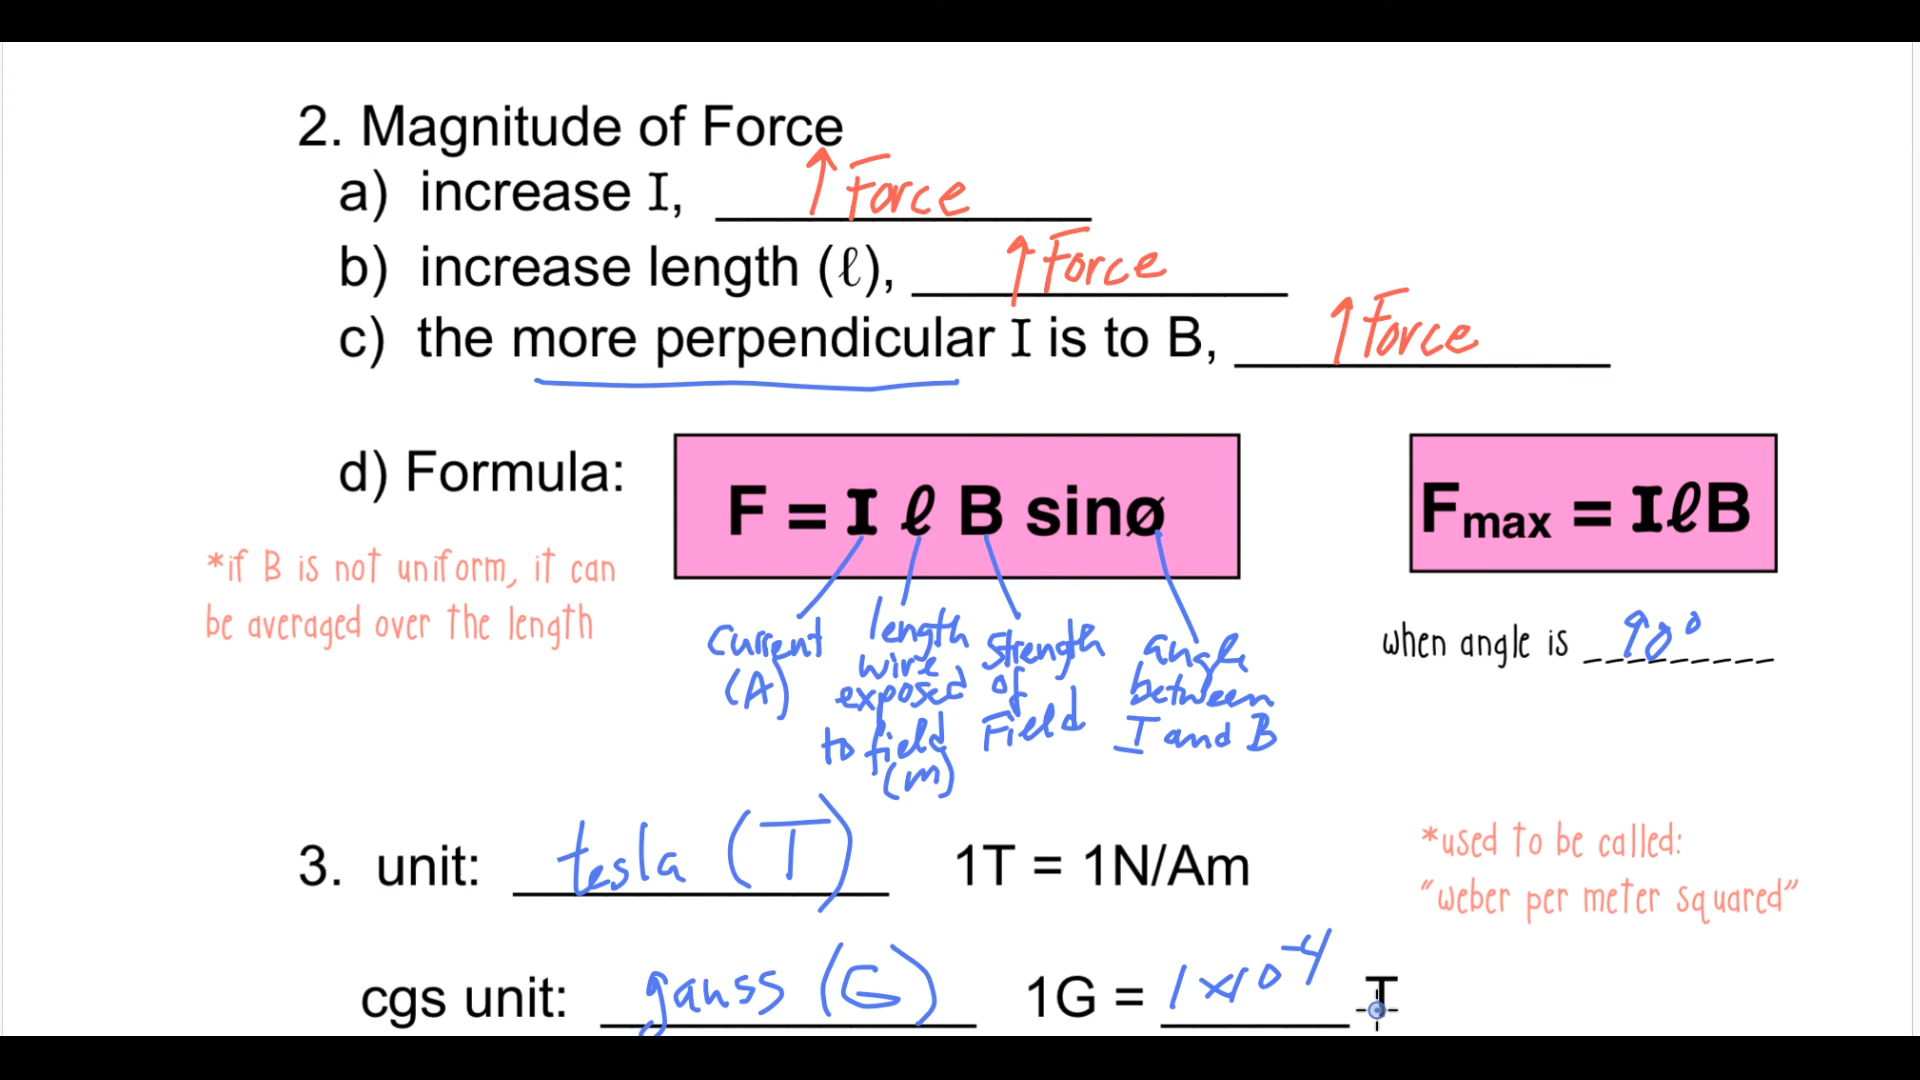 2. Magnitude of Force
a) increase I, ↑ Force
b) increase length (ℓ), ↑ Force
c) the more perpendicular I is to B, ↑ Force
d) Formula: F = I ℓ B sinø
F_max = IℓB
*if B is not uniform, it can
be averaged over the length
current
(A)
length
wire
exposed
to field
(m)
strength
of
Field
angle
between
I and B
when angle is 90°
3. unit: tesla (T) 1T = 1N/Am
*used to be called:
"weber per meter squared"
cgs unit: gauss (G) 1G = 1x10⁻⁴ T